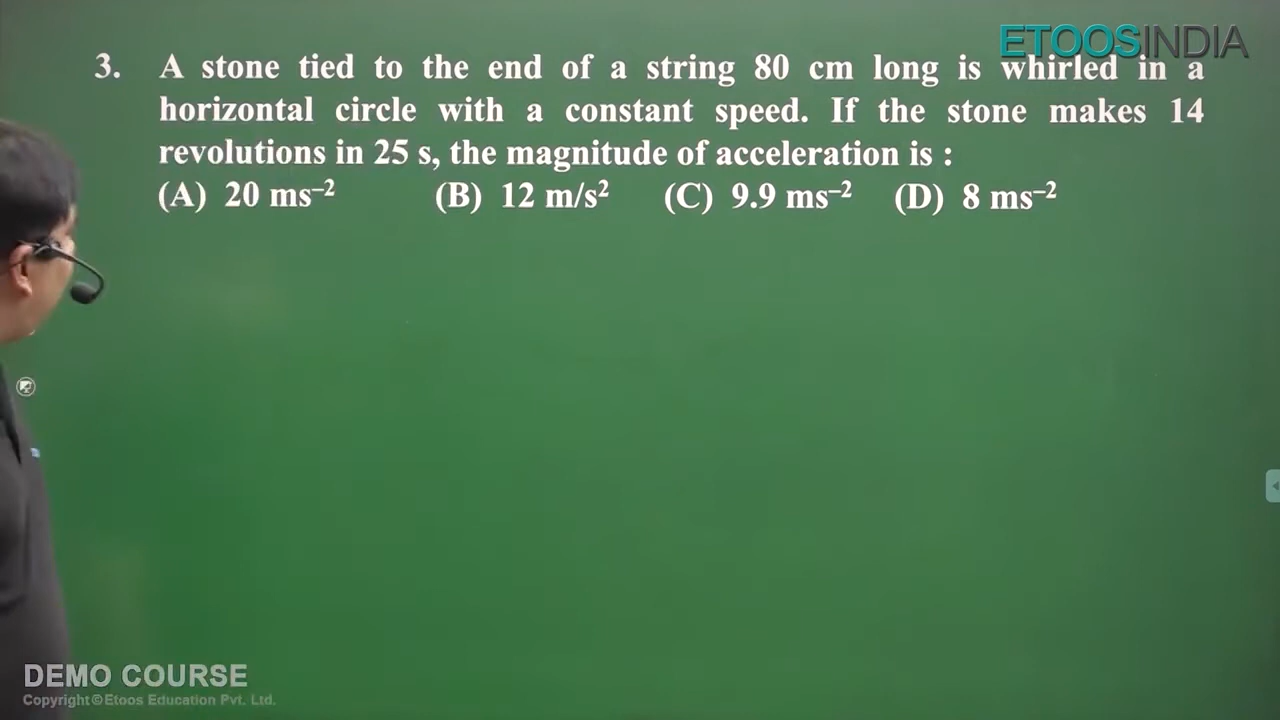 ETOOSINDIA
3. A stone tied to the end of a string 80 cm long is whirled in a
horizontal circle with a constant speed. If the stone makes 14
revolutions in 25 s, the magnitude of acceleration is :
(A) 20 ms⁻² (B) 12 m/s² (C) 9.9 ms⁻² (D) 8 ms⁻²
DEMO COURSE
Copyright © Etoos Education Pvt. Ltd.